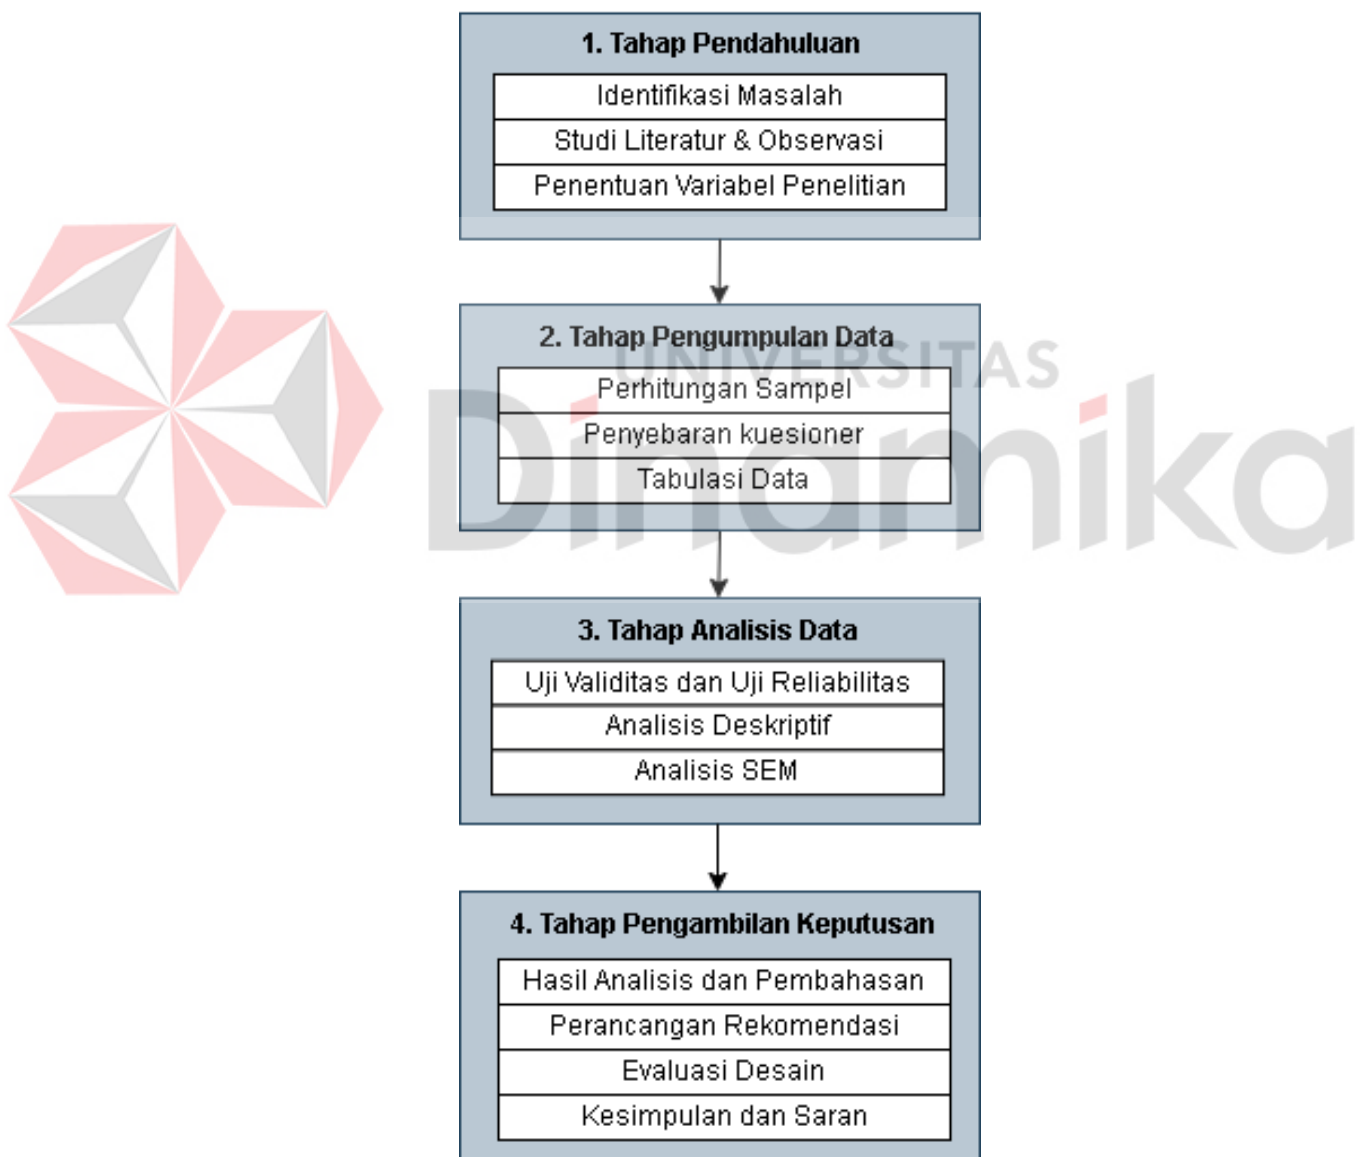 1. Tahap Pendahuluan
Identifikasi Masalah
Studi Literatur & Observasi
Penentuan Variabel Penelitian
2. Tahap Pengumpulan Data
UNIVERSITAS
Dinamika
Perhitungan Sampel
Penyebaran kuesioner
Tabulasi Data
3. Tahap Analisis Data
Uji Validitas dan Uji Reliabilitas
Analisis Deskriptif
Analisis SEM
4. Tahap Pengambilan Keputusan
Hasil Analisis dan Pembahasan
Perancangan Rekomendasi
Evaluasi Desain
Kesimpulan dan Saran